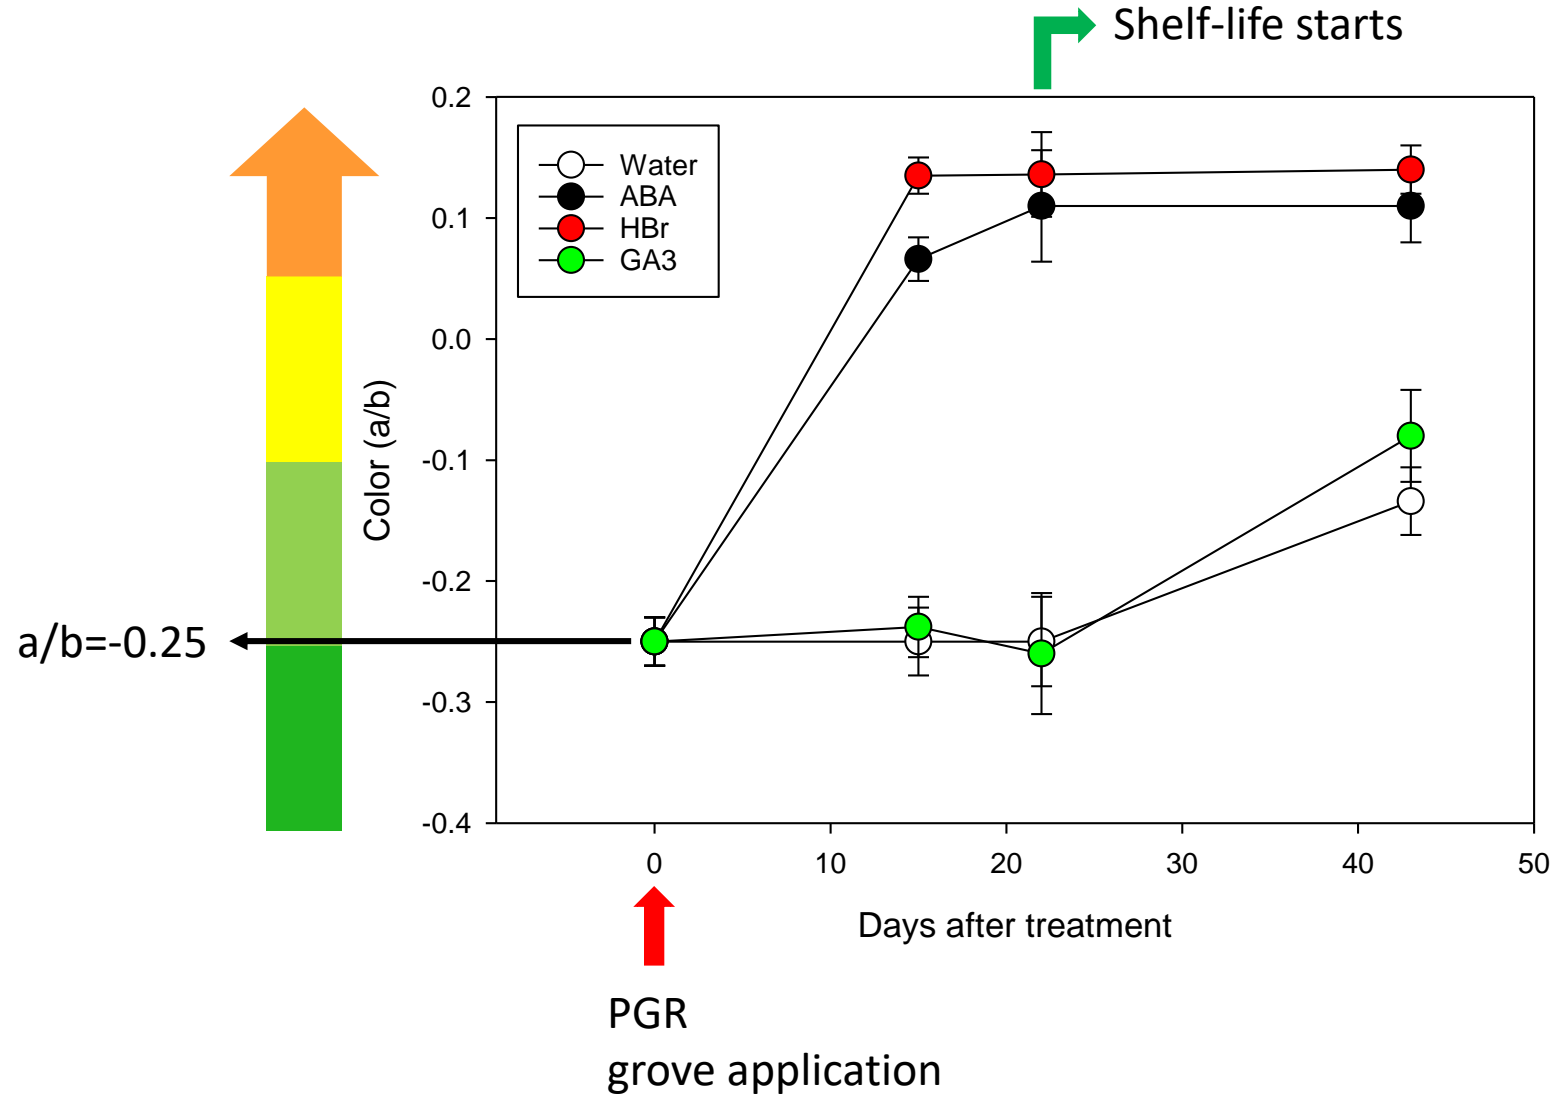 Shelf-life starts
0.2
Water
ABA
HBr
GA3
0.1
0.0
-0.1
-0.2
-0.3
-0.4
Color (a/b)
a/b=-0.25
0 10 20 30 40 50
Days after treatment
PGR
grove application